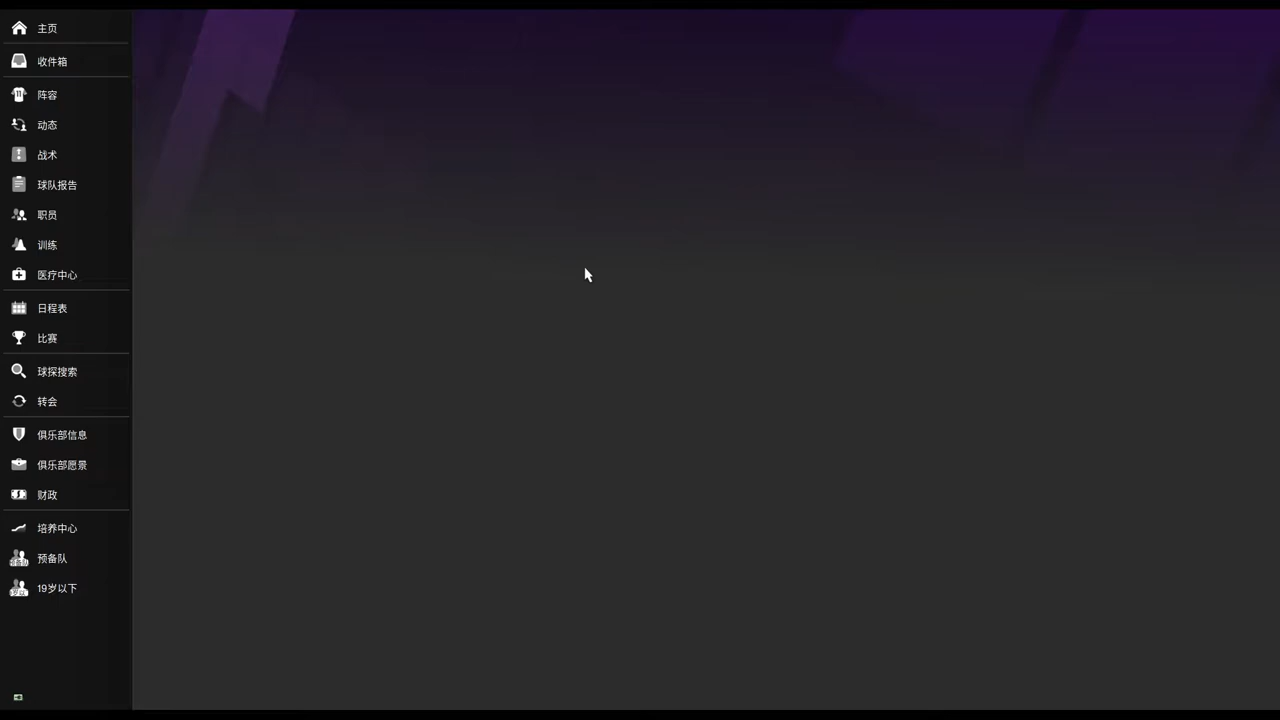 主页
收件箱
阵容
动态
战术
球队报告
职员
训练
医疗中心
日程表
比赛
球探搜索
转会
俱乐部信息
俱乐部愿景
财政
培养中心
预备队
19岁以下